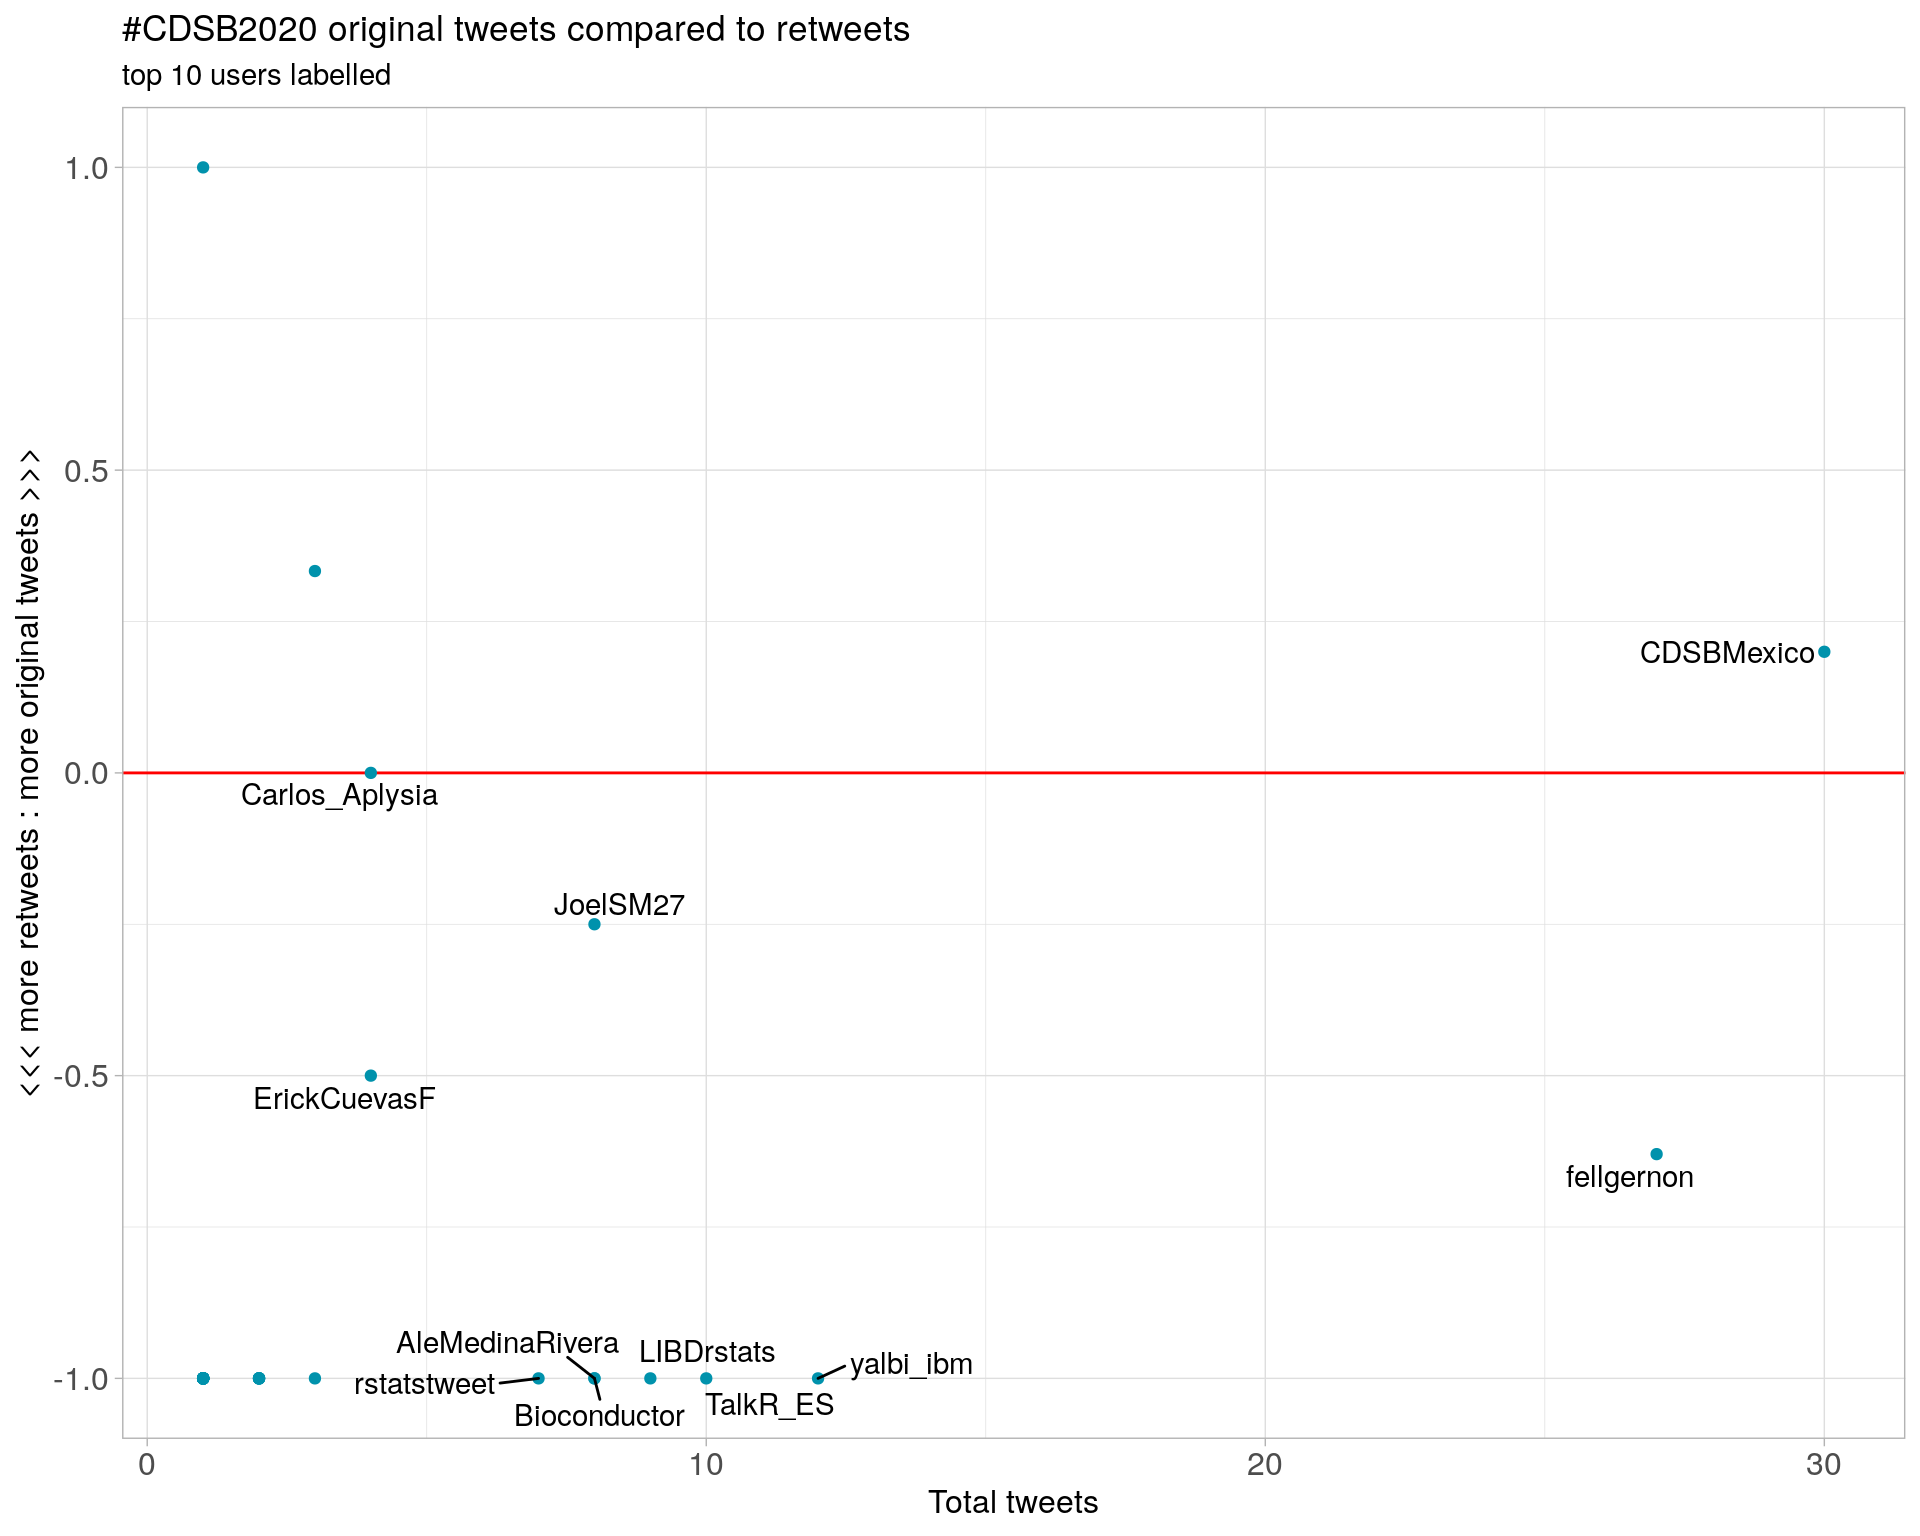 #CDSB2020 original tweets compared to retweets
top 10 users labelled
<<< more retweets : more original tweets >>>
1.0
0.5
0.0
-0.5
-1.0
CDSBMexico
Carlos_Aplysia
JoelSM27
ErickCuevasF
fellgernon
AleMedinaRivera
LIBDrstats
yalbi_ibm
rstatstweet
TalkR_ES
Bioconductor
0
10
20
30
Total tweets